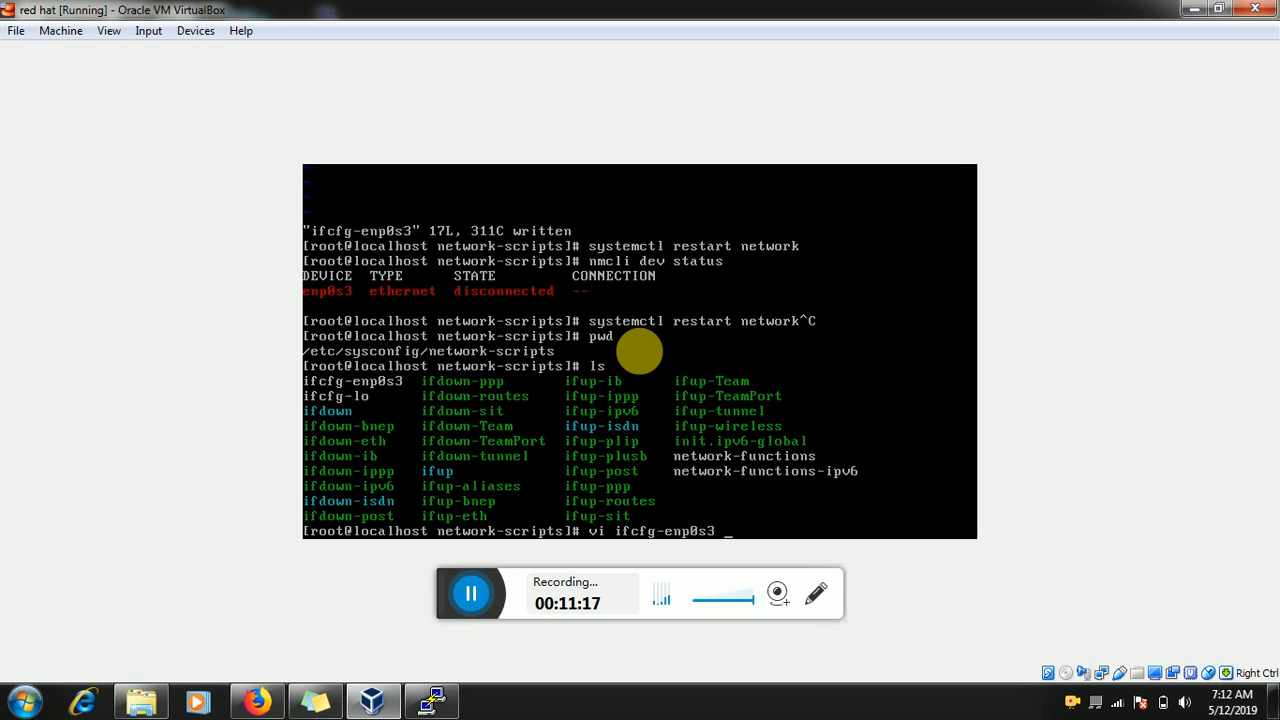 red hat [Running] - Oracle VM VirtualBox
File Machine View Input Devices Help
"ifcfg-enp0s3" 17L, 311C written
[root@localhost network-scripts]# systemctl restart network
[root@localhost network-scripts]# nmcli dev status
DEVICE TYPE STATE CONNECTION
enp0s3 ethernet disconnected --
[root@localhost network-scripts]# systemctl restart network^C
[root@localhost network-scripts]# pwd
/etc/sysconfig/network-scripts
[root@localhost network-scripts]# ls
ifcfg-enp0s3 ifdown-ppp ifup-ib ifup-Team
ifcfg-lo ifdown-routes ifup-ippp ifup-TeamPort
ifdown ifdown-sit ifup-ipv6 ifup-tunnel
ifdown-bnep ifdown-Team ifup-isdn ifup-wireless
ifdown-eth ifdown-TeamPort ifup-plip init.ipv6-global
ifdown-ib ifdown-tunnel ifup-plusb network-functions
ifdown-ippp ifup ifup-post network-functions-ipv6
ifdown-ipv6 ifup-aliases ifup-ppp
ifdown-isdn ifup-bnep ifup-routes
ifdown-post ifup-eth ifup-sit
[root@localhost network-scripts]# vi ifcfg-enp0s3 _
Recording...
00:11:17
Right Ctrl
7:12 AM
5/12/2019